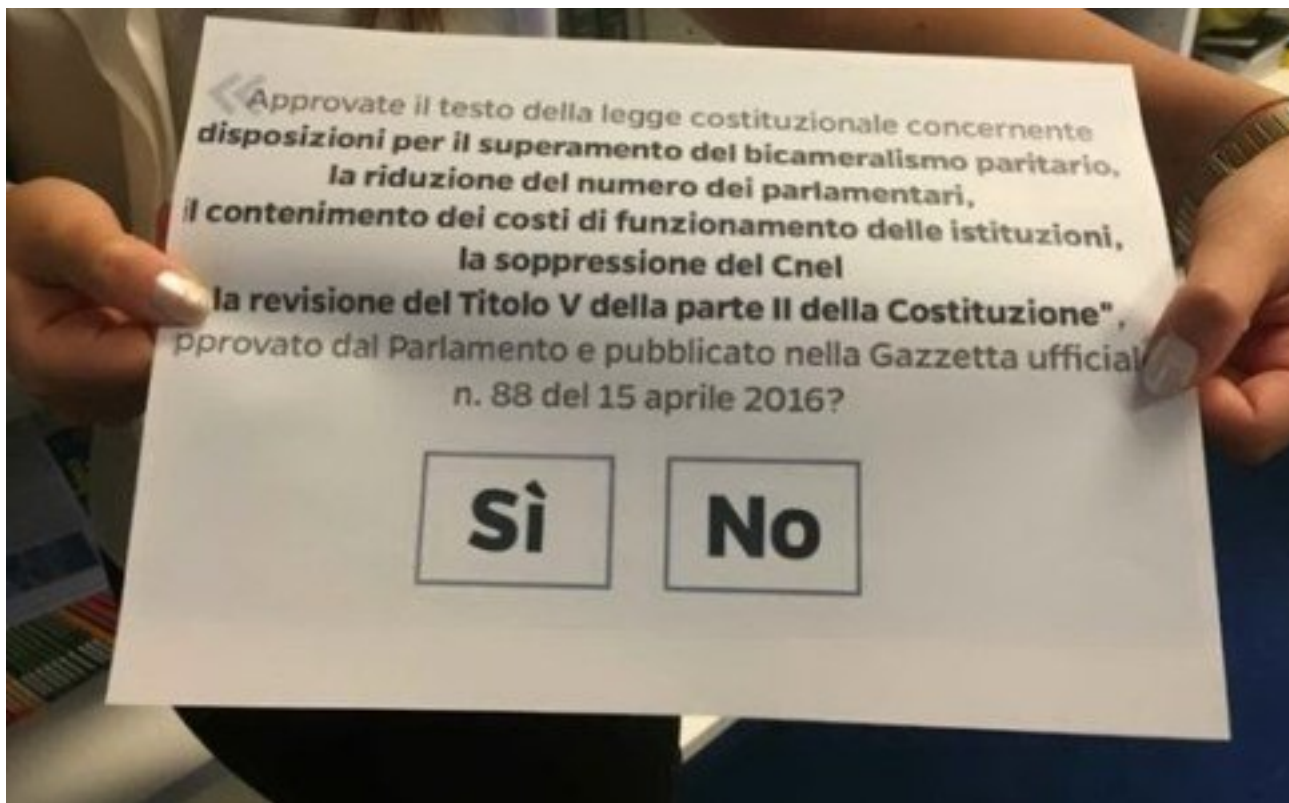 «Approvate il testo della legge costituzionale concernente
disposizioni per il superamento del bicameralismo paritario,
la riduzione del numero dei parlamentari,
il contenimento dei costi di funzionamento delle istituzioni,
la soppressione del Cnel
la revisione del Titolo V della parte II della Costituzione",
pprovato dal Parlamento e pubblicato nella Gazzetta ufficial
n. 88 del 15 aprile 2016?
Sì No